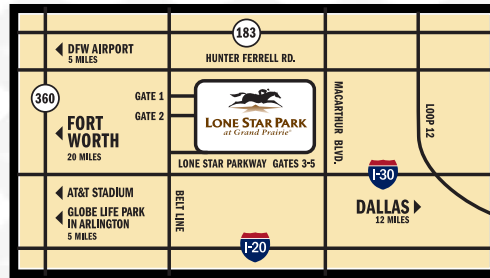 183
DFW AIRPORT
5 MILES
HUNTER FERRELL RD.
360
GATE 1
GATE 2
LONE STAR PARK
at Grand Prairie
FORT
WORTH
20 MILES
MACARTHUR BLVD.
LOOP 12
LONE STAR PARKWAY GATES 3-5
I-30
AT&T STADIUM
GLOBE LIFE PARK
IN ARLINGTON
5 MILES
BELT LINE
DALLAS
12 MILES
I-20